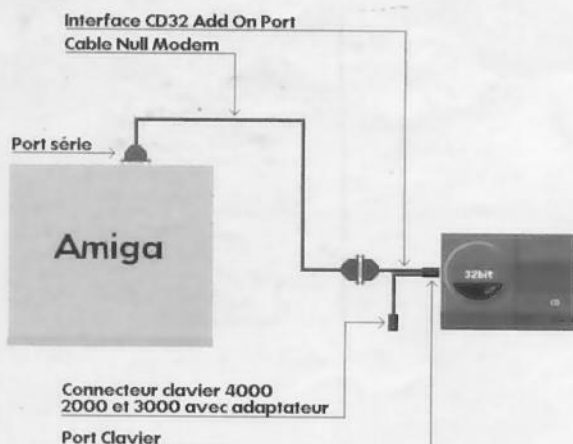 Interface CD32 Add On Port
Cable Null Modem
Port série
Amiga
32bit
CD
Connecteur clavier 4000
2000 et 3000 avec adaptateur
Port Clavier